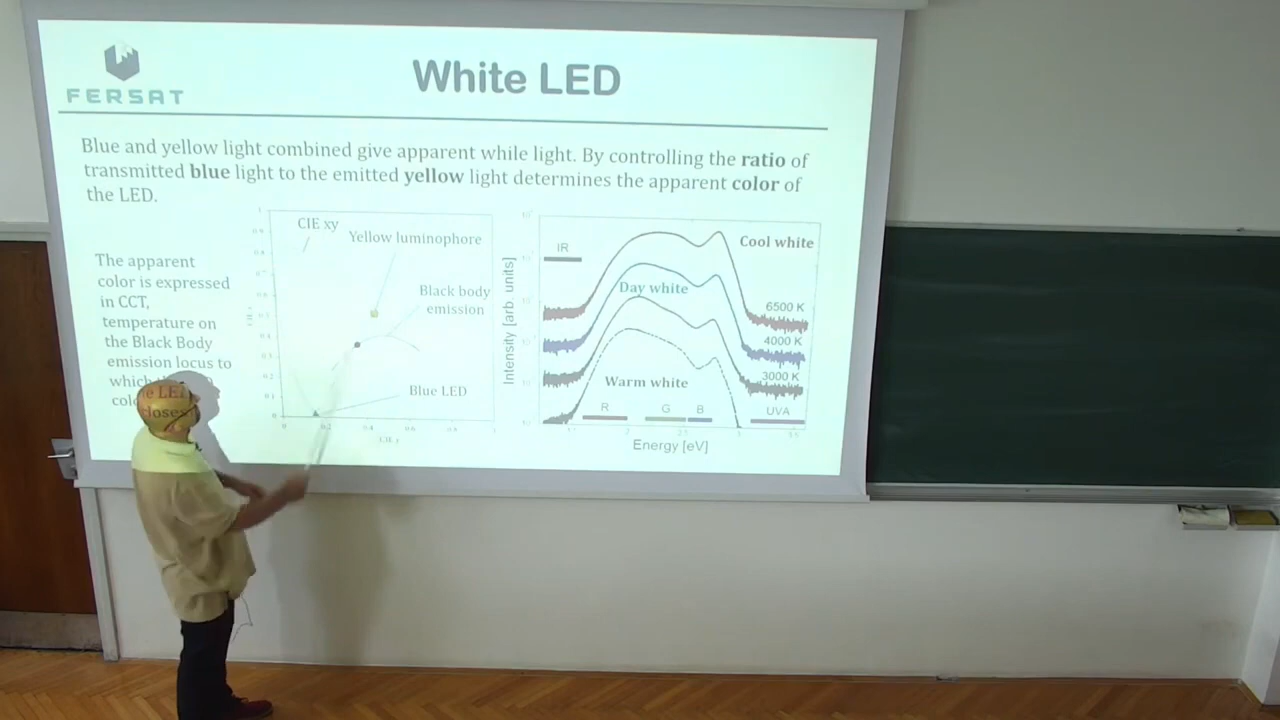 FERSAT
White LED
Blue and yellow light combined give apparent while light. By controlling the ratio of
transmitted blue light to the emitted yellow light determines the apparent color of
the LED.
The apparent
color is expressed
in CCT,
temperature on
the Black Body
emission locus to
which
CIE xy
Yellow luminophore
Black body
emission
Blue LED
Intensity [arb. units]
IR
Cool white
Day white
6500 K
4000 K
3000 K
Warm white
R
G
B
UVA
Energy [eV]